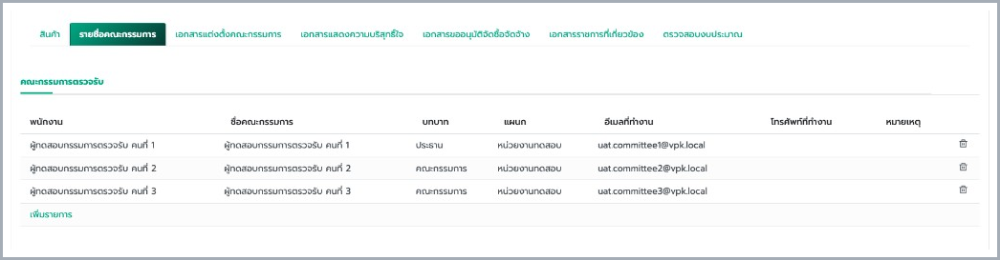 สินค้า รายชื่อคณะกรรมการ เอกสารแต่งตั้งคณะกรรมการ เอกสารแสดงความบริสุทธิ์ใจ เอกสารขออนุมัติจัดซื้อจัดจ้าง เอกสารราชการที่เกี่ยวข้อง ตรวจสอบงบประมาณ
คณะกรรมการตรวจรับ
พนักงาน ชื่อคณะกรรมการ บทบาท แผนก อีเมลที่ทำงาน โทรศัพท์ที่ทำงาน หมายเหตุ
ผู้ทดสอบกรรมการตรวจรับ คนที่ 1 ผู้ทดสอบกรรมการตรวจรับ คนที่ 1 ประธาน หน่วยงานทดสอบ uat.committee1@vpk.local
ผู้ทดสอบกรรมการตรวจรับ คนที่ 2 ผู้ทดสอบกรรมการตรวจรับ คนที่ 2 คณะกรรมการ หน่วยงานทดสอบ uat.committee2@vpk.local
ผู้ทดสอบกรรมการตรวจรับ คนที่ 3 ผู้ทดสอบกรรมการตรวจรับ คนที่ 3 คณะกรรมการ หน่วยงานทดสอบ uat.committee3@vpk.local
เพิ่มรายการ